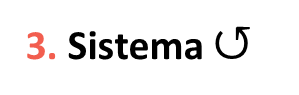 3. Sistema ↺